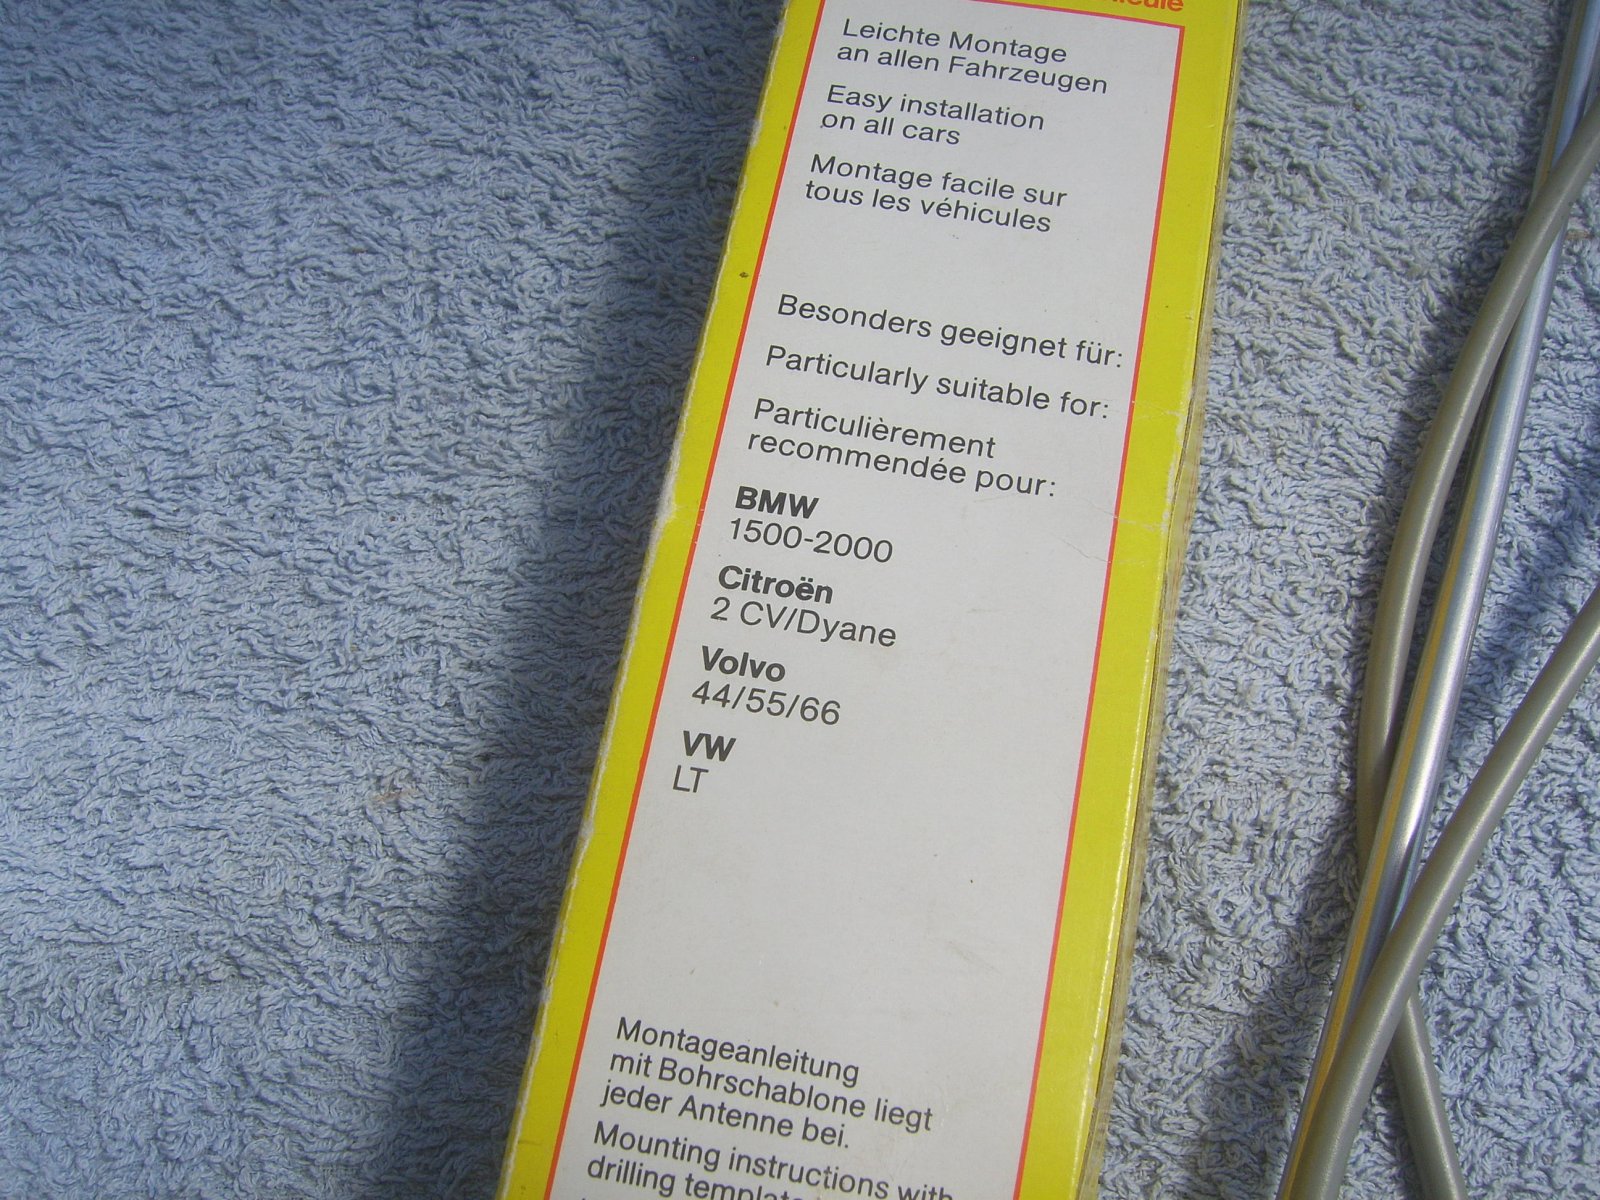 Leichte Montage
an allen Fahrzeugen
Easy installation
on all cars
Montage facile sur
tous les véhicules
Besonders geeignet für:
Particularly suitable for:
Particulièrement
recommendée pour:
BMW
1500-2000
Citroën
2 CV/Dyane
Volvo
44/55/66
VW
LT
Montageanleitung
mit Bohrschablone liegt
jeder Antenne bei.
Mounting instructions with
drilling